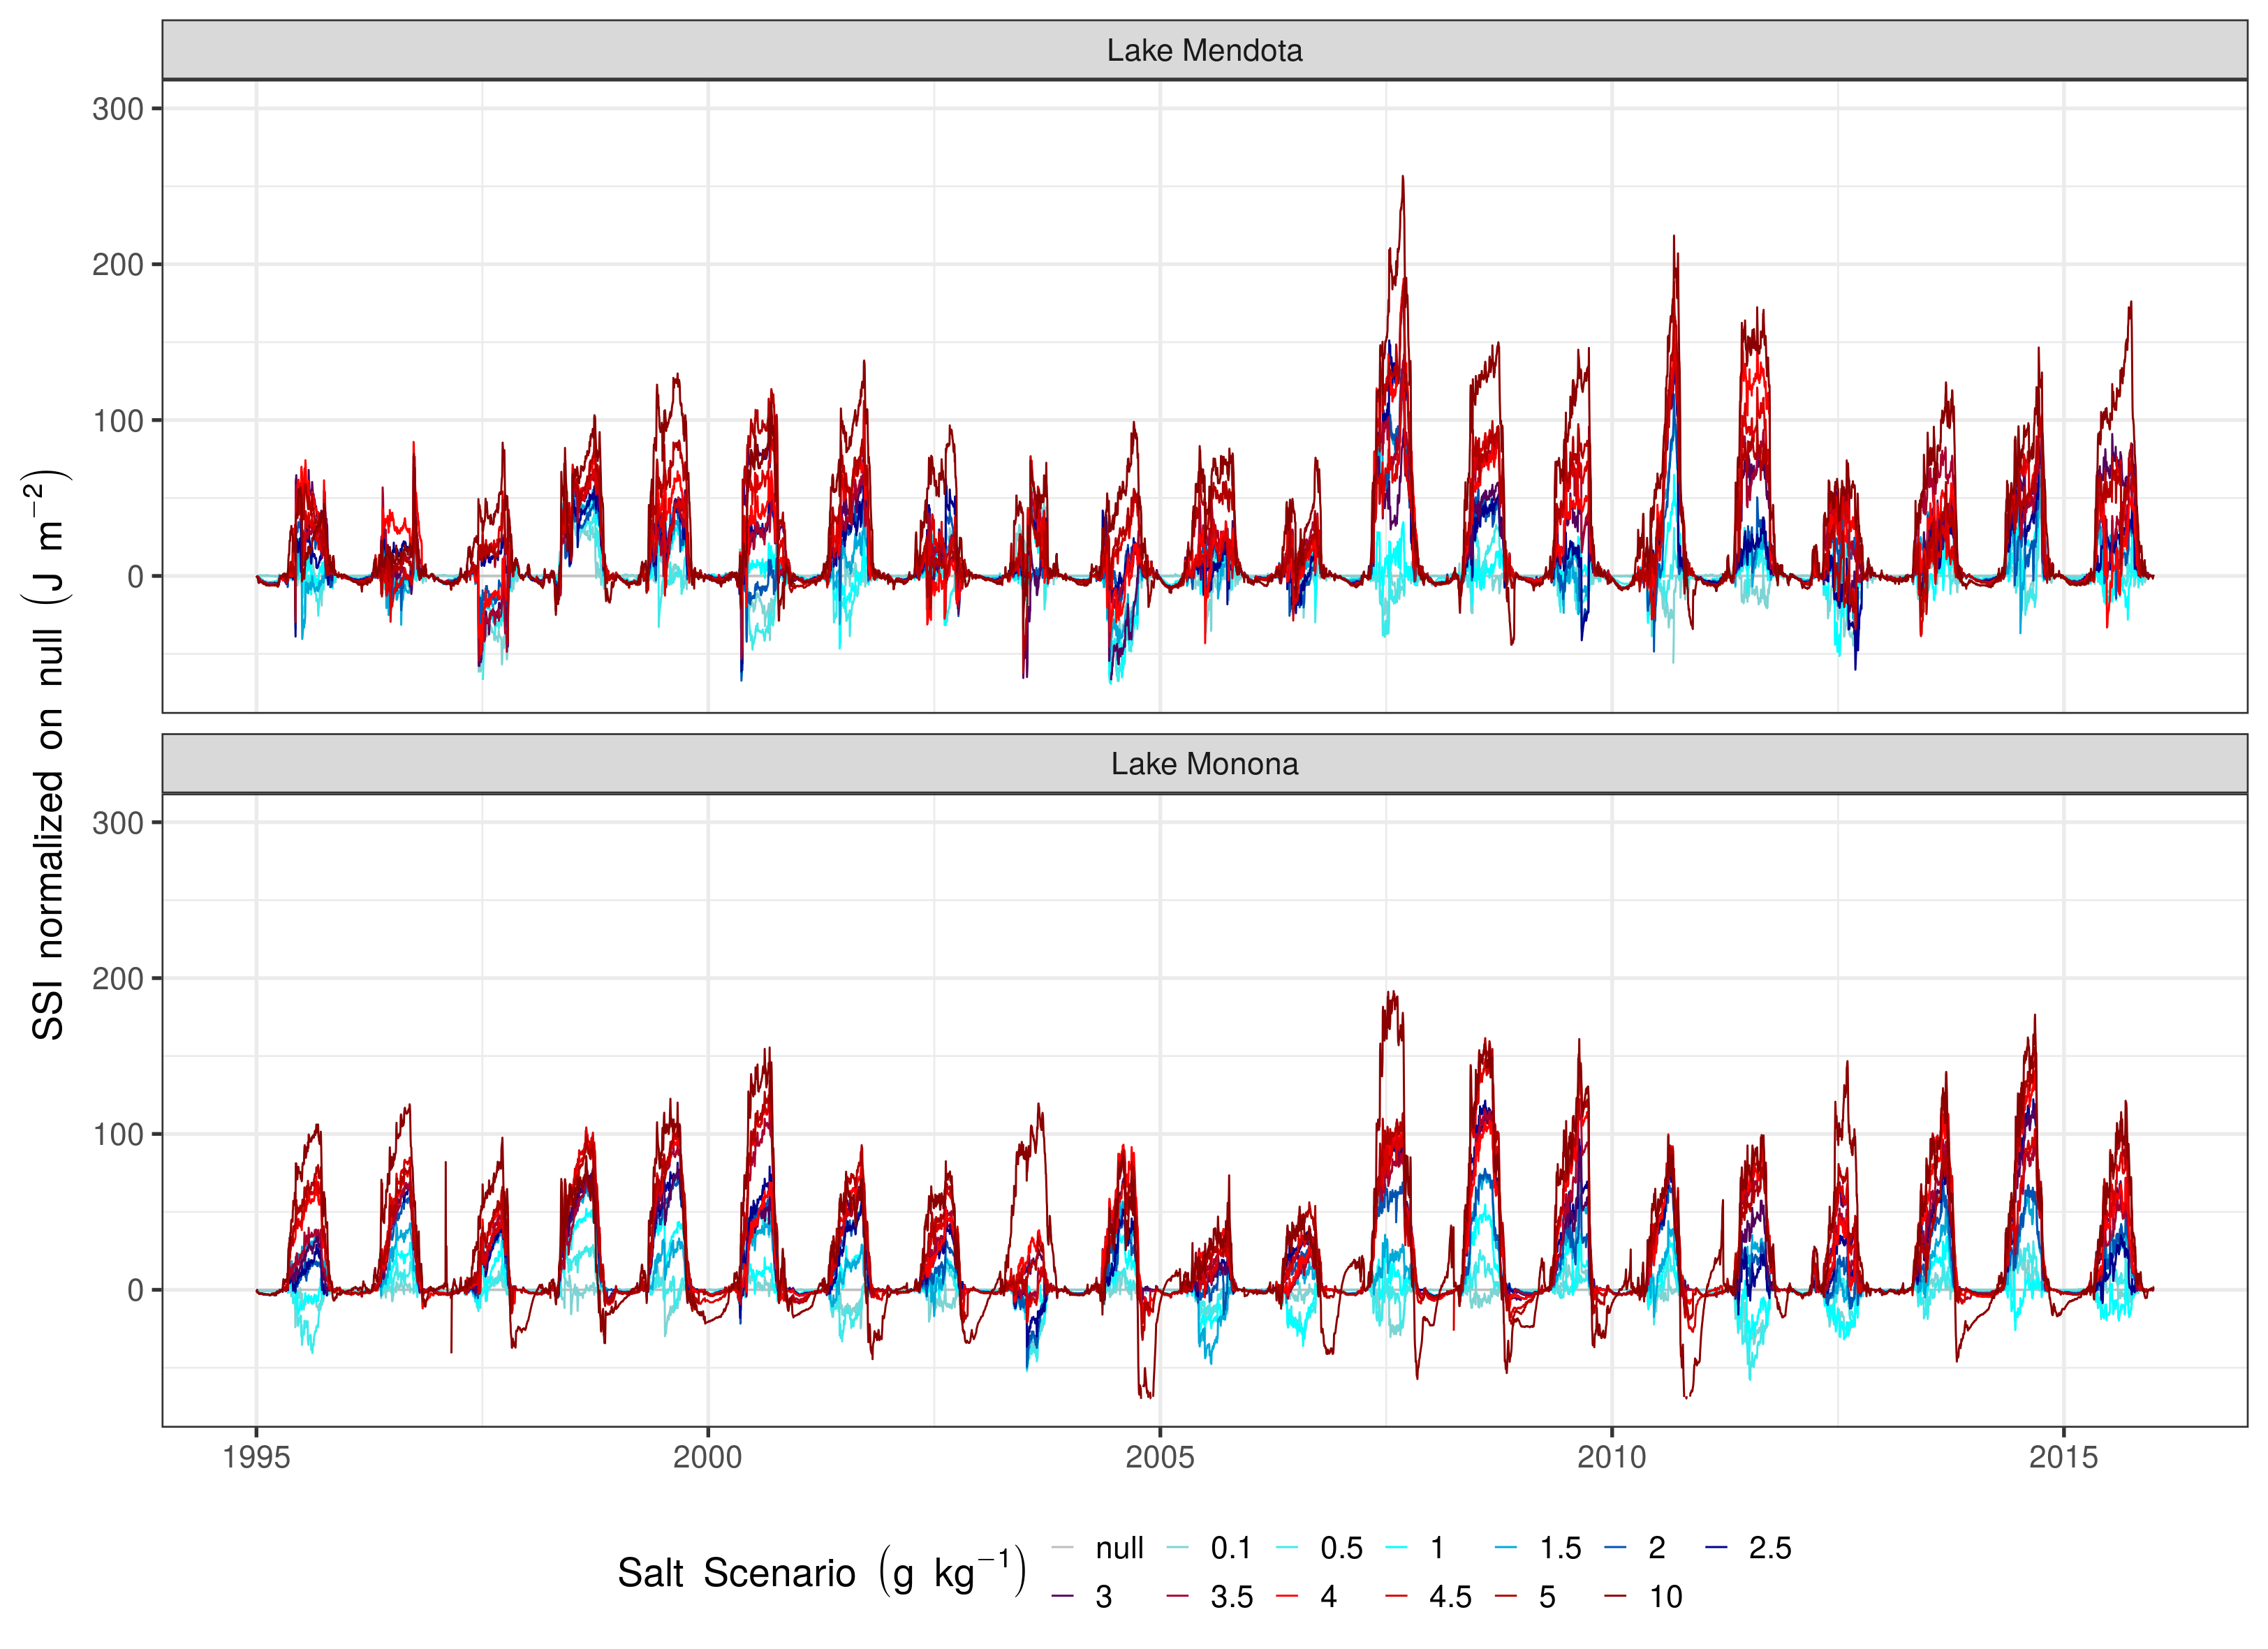 Lake Mendota
300
200
100
0
SSI normalized on null (J m⁻²)
Lake Monona
300
200
100
0
1995 2000 2005 2010 2015
Salt Scenario (g kg⁻¹)
null 0.1 0.5 1 1.5 2 2.5
3 3.5 4 4.5 5 10